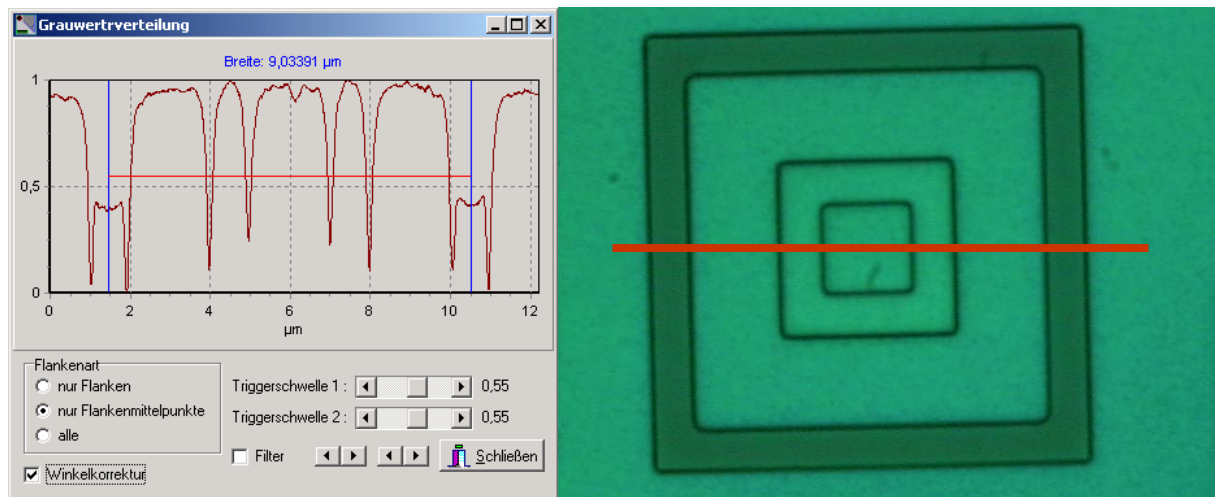 Grauwertrverteilung
Breite: 9,03391 µm
1
0,5
0
0 2 4 6 8 10 12
µm
Flankenart
nur Flanken
nur Flankenmittelpunkte
alle
Winkelkorrektur
Triggerschwelle 1 : 0,55
Triggerschwelle 2 : 0,55
Filter
Schließen